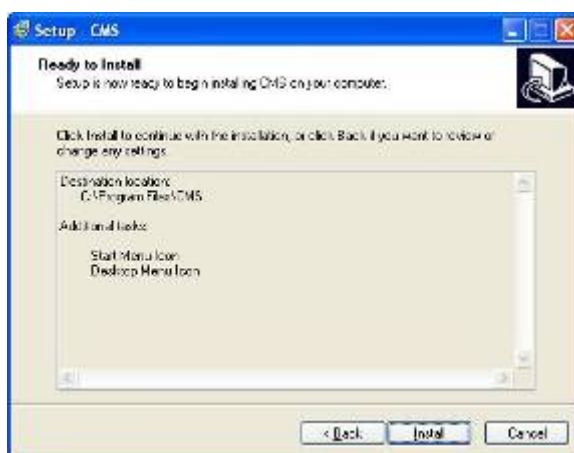 Setup CMS
Ready to Install
Setup is now ready to begin installing CMS on your computer.
Click Install to continue with the installation, or click Back if you want to review or
change any settings.
Destination location:
C:\Program Files\CMS
Additional tasks:
Start Menu Icon
Desktop Menu Icon
< Back
Install
Cancel